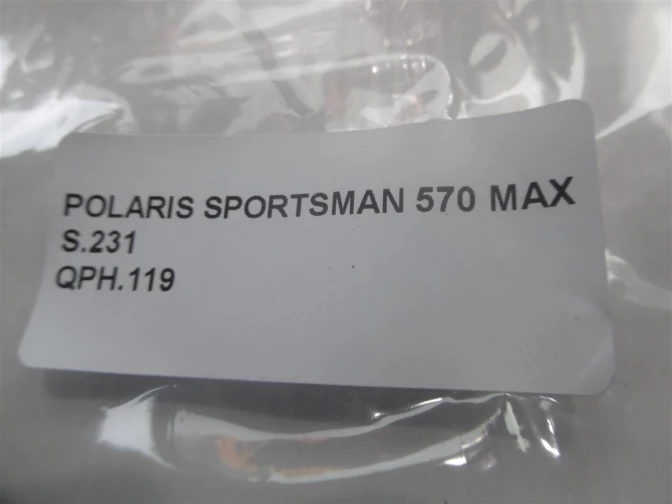 POLARIS SPORTSMAN 570 MAX
S.231
QPH.119